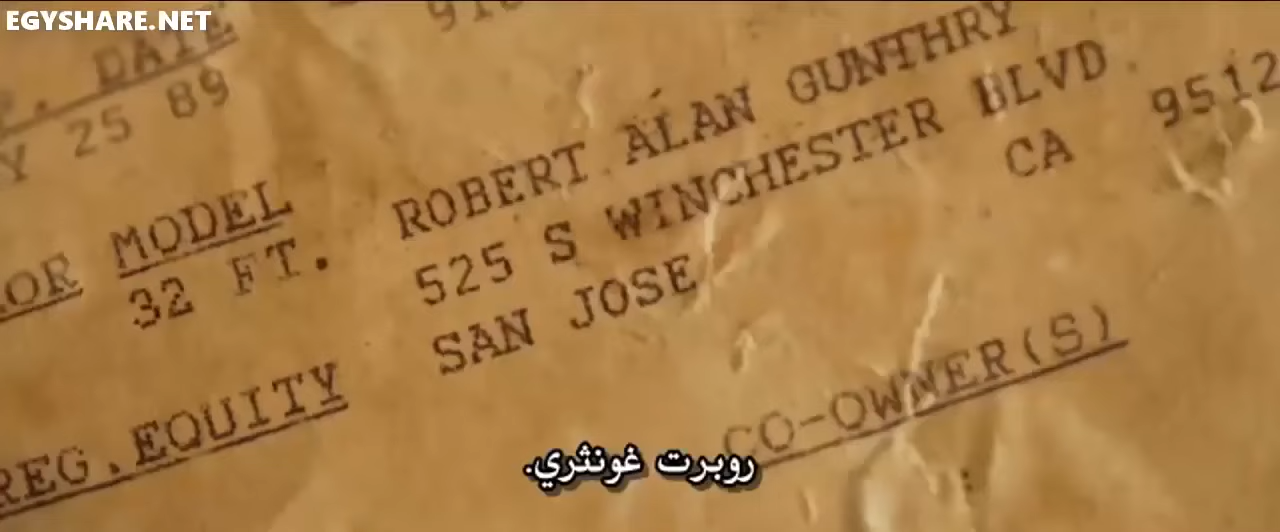 EGYSHARE.NET
DATE
25 89
MODEL
32 FT.
ROBERT ALAN GUNTHRY
525 S WINCHESTER BLVD
SAN JOSE CA 9512
REG.EQUITY
CO-OWNER(S)
روبرت غونثري.